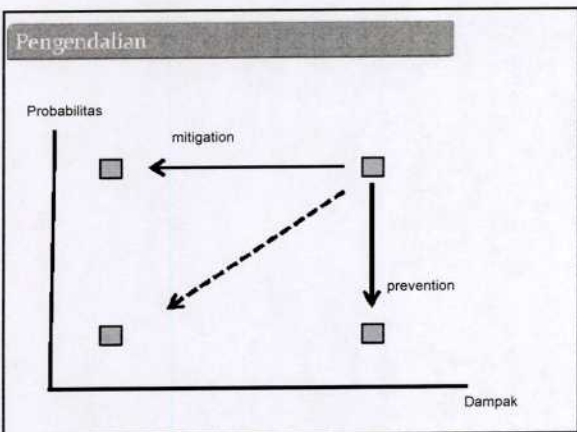 Pengendalian
Probabilitas
mitigation
prevention
Dampak